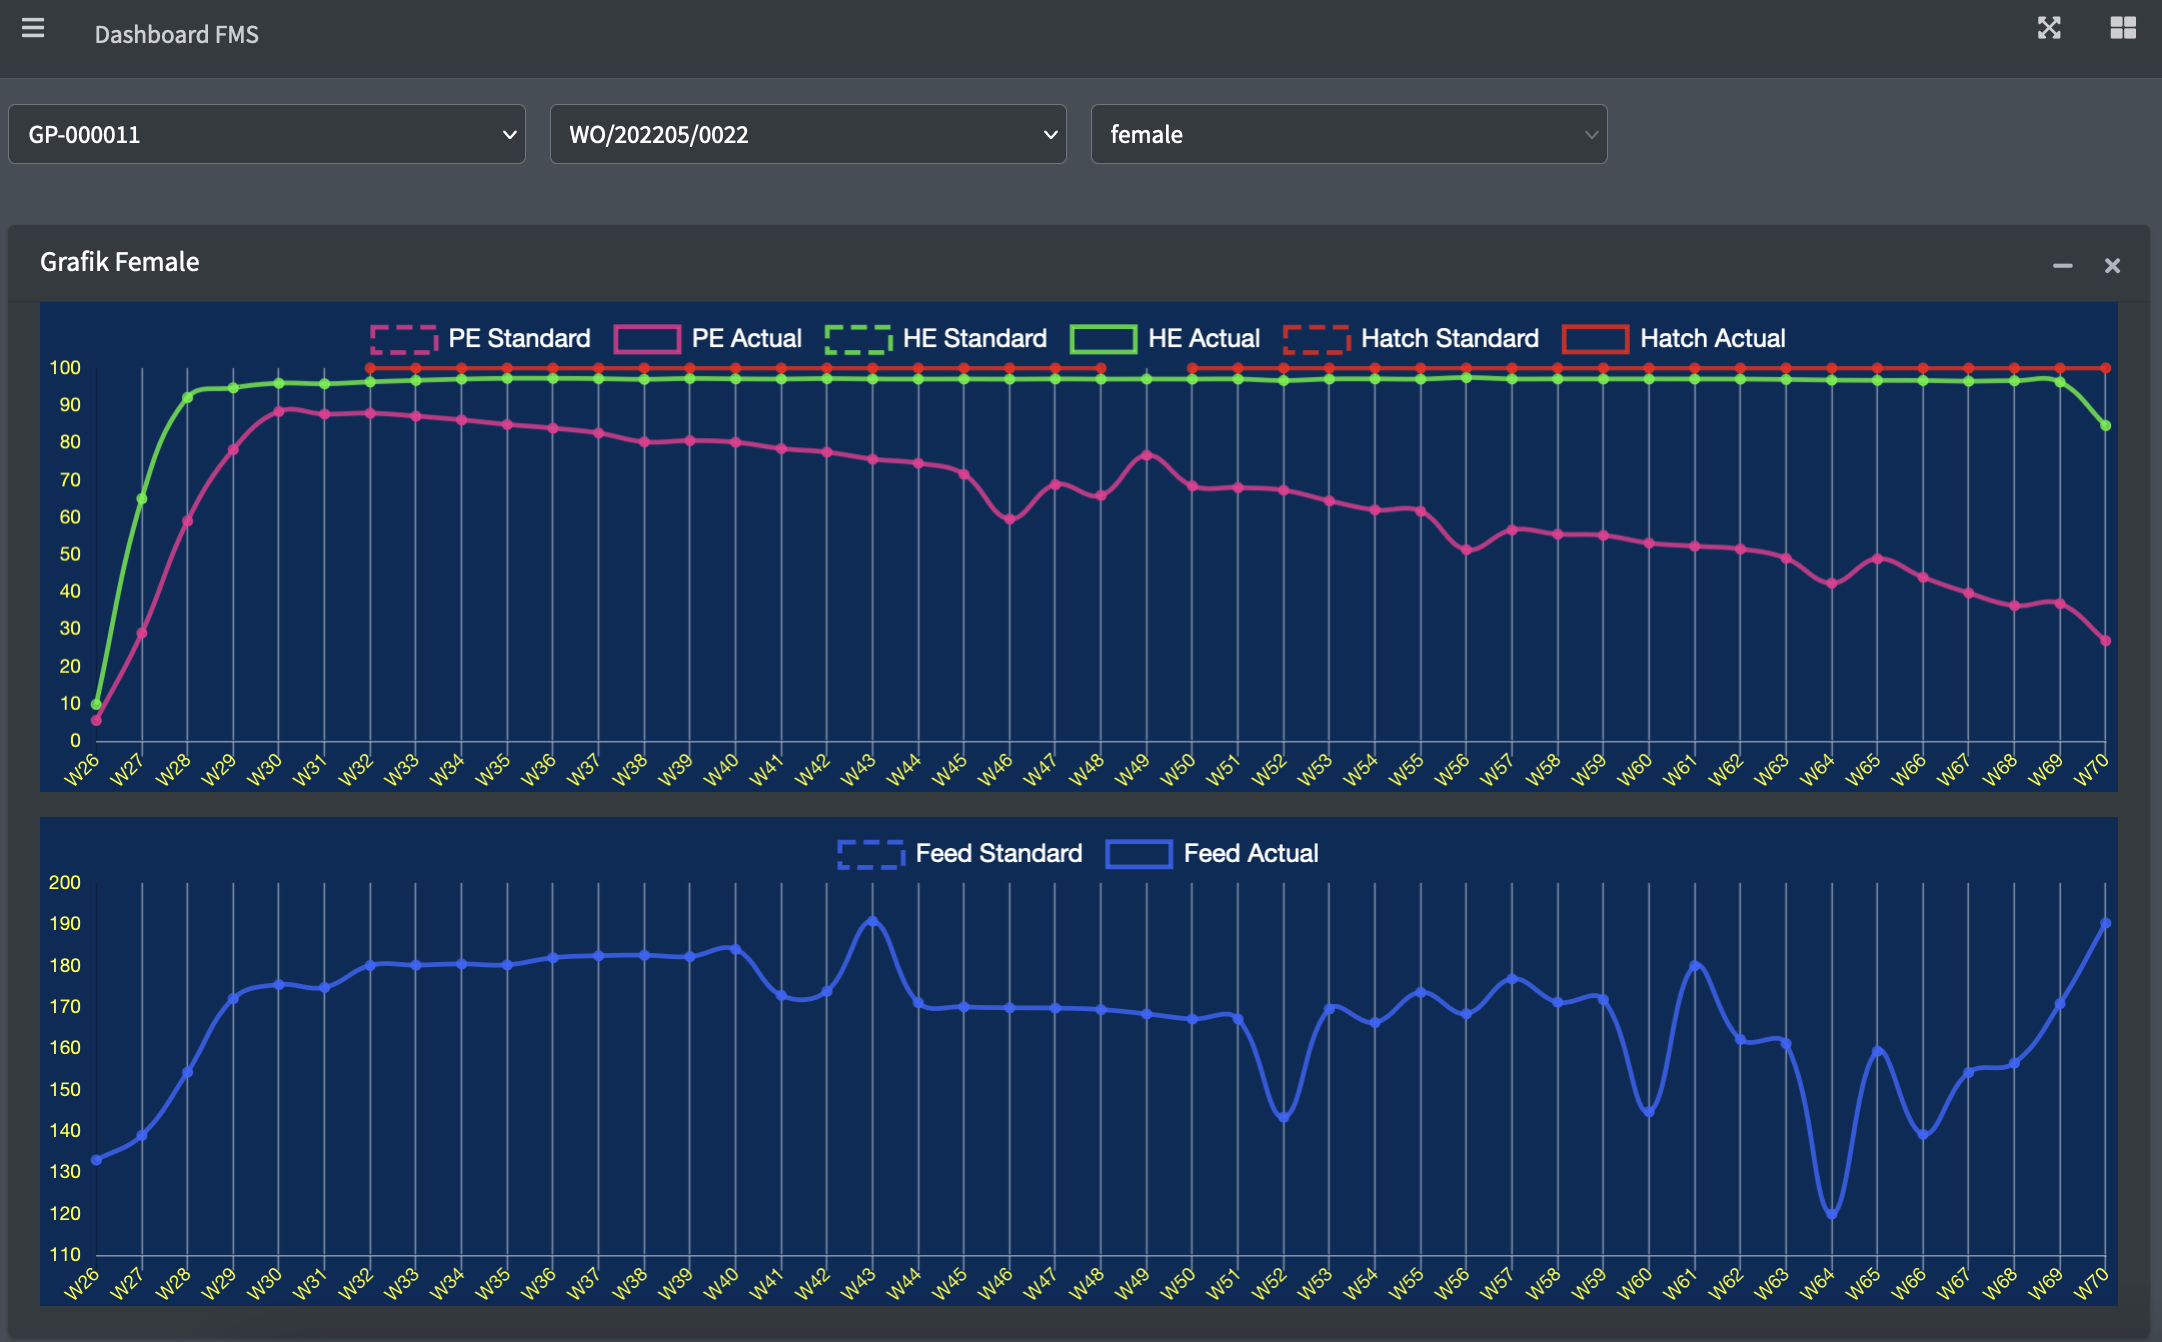 Dashboard FMS
GP-000011
WO/202205/0022
female
Grafik Female
PE Standard PE Actual HE Standard HE Actual Hatch Standard Hatch Actual
100
90
80
70
60
50
40
30
20
10
0
W26 W27 W28 W29 W30 W31 W32 W33 W34 W35 W36 W37 W38 W39 W40 W41 W42 W43 W44 W45 W46 W47 W48 W49 W50 W51 W52 W53 W54 W55 W56 W57 W58 W59 W60 W61 W62 W63 W64 W65 W66 W67 W68 W69 W70
Feed Standard Feed Actual
200
190
180
170
160
150
140
130
120
110
W26 W27 W28 W29 W30 W31 W32 W33 W34 W35 W36 W37 W38 W39 W40 W41 W42 W43 W44 W45 W46 W47 W48 W49 W50 W51 W52 W53 W54 W55 W56 W57 W58 W59 W60 W61 W62 W63 W64 W65 W66 W67 W68 W69 W70